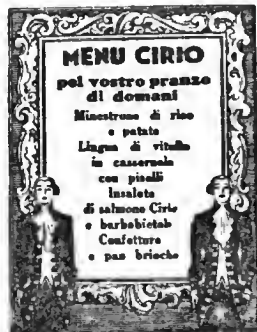 MENU CIRIO
pel vostro pranzo
di domani
Minestrone di riso
e patate
Lingua di vitello
in casseruola
con piselli
Insalata
di salmone Cirio
e barbabietole
Confetture
e pan brioche